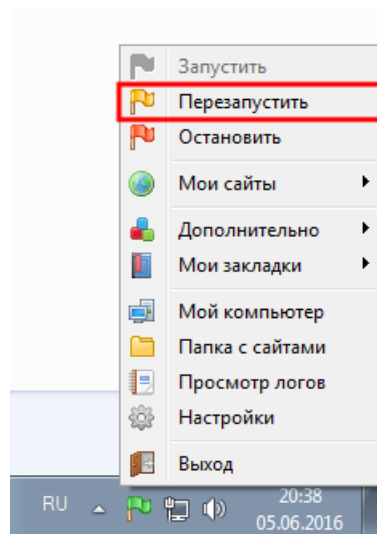 Запустить
Перезапустить
Остановить
Мои сайты
Дополнительно
Мои закладки
Мой компьютер
Папка с сайтами
Просмотр логов
Настройки
Выход
RU
20:38
05.06.2016